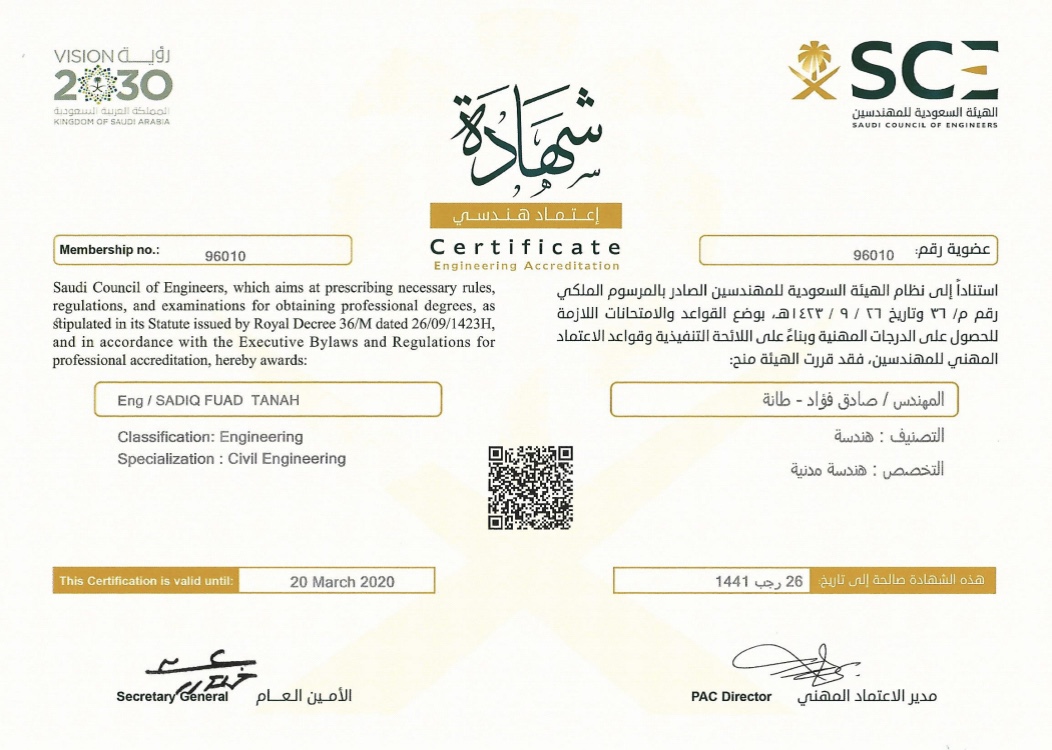 VISION رؤيـــة
2030
المملكة العربية السعودية
KINGDOM OF SAUDI ARABIA
SCE
الهيئة السعودية للمهندسين
SAUDI COUNCIL OF ENGINEERS
شهادة
إعـتـمـاد هـنـدسـي
Certificate
Engineering Accreditation
Membership no.: 96010
عضوية رقم: 96010
Saudi Council of Engineers, which aims at prescribing necessary rules,
regulations, and examinations for obtaining professional degrees, as
stipulated in its Statute issued by Royal Decree 36/M dated 26/09/1423H,
and in accordance with the Executive Bylaws and Regulations for
professional accreditation, hereby awards:
استناداً إلى نظام الهيئة السعودية للمهندسين الصادر بالمرسوم الملكي
رقم م/ ٣٦ وتاريخ ٢٦ / ٩ / ١٤٢٣هـ، بوضع القواعد والامتحانات اللازمة
للحصول على الدرجات المهنية وبناءً على اللائحة التنفيذية وقواعد الاعتماد
المهني للمهندسين، فقد قررت الهيئة منح:
Eng / SADIQ FUAD TANAH
Classification: Engineering
Specialization : Civil Engineering
المهندس / صادق فؤاد - طانة
التصنيف : هندسة
التخصص : هندسة مدنية
This Certification is valid until: 20 March 2020
هذه الشهادة صالحة إلى تاريخ: 26 رجب 1441
Secretary General الأمـين العـــام
PAC Director مدير الاعتماد المهني